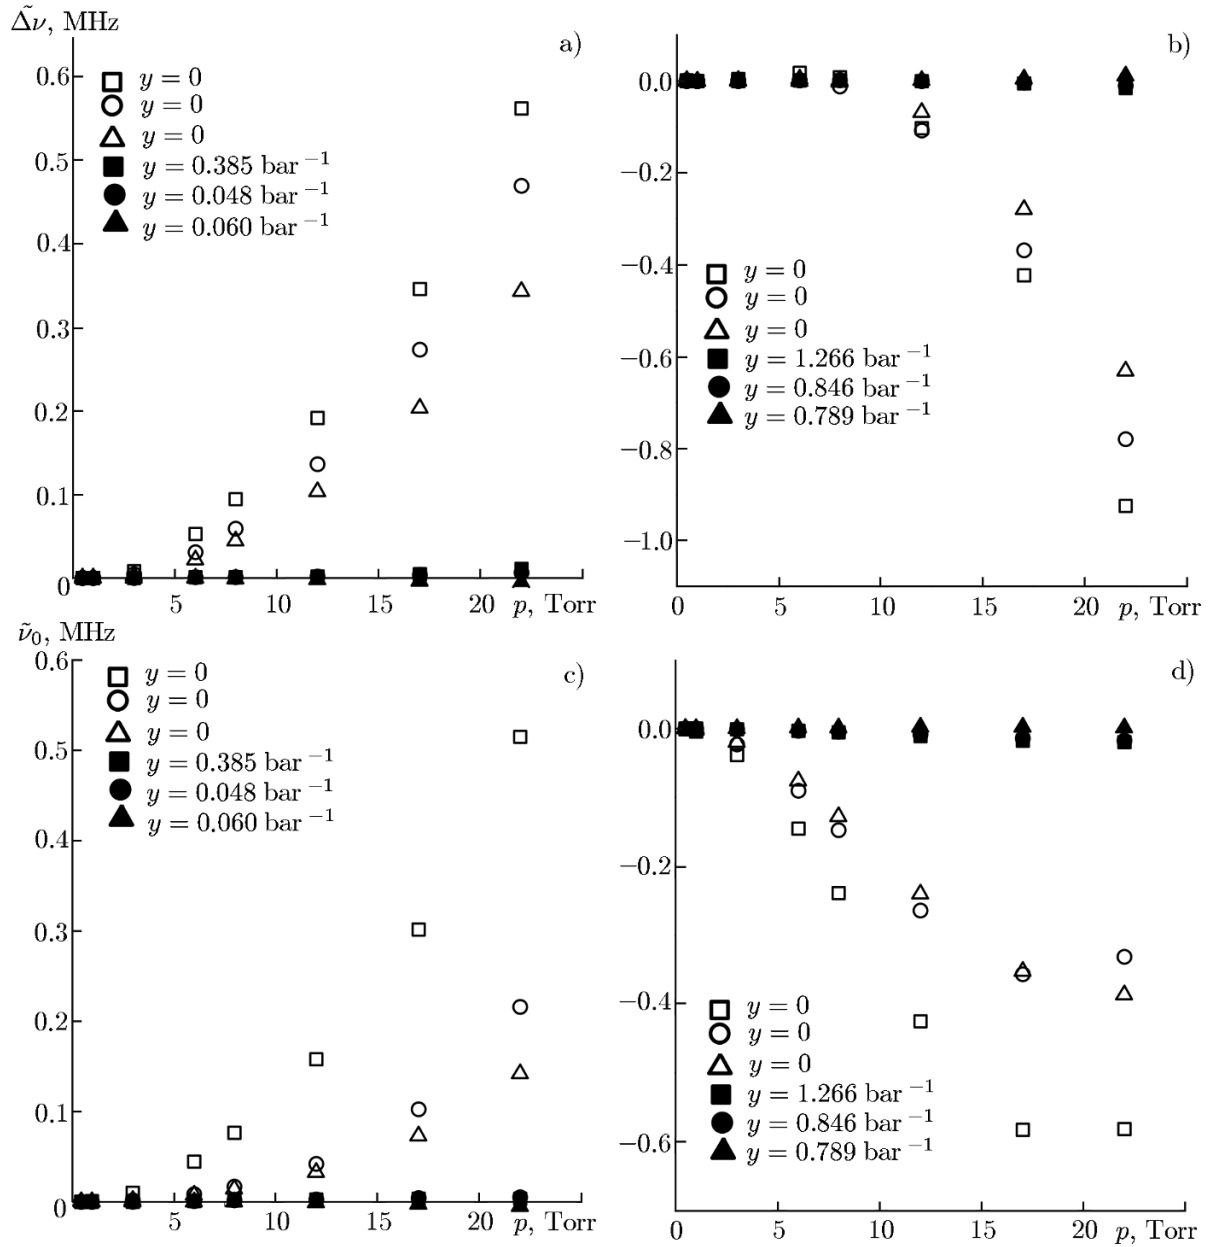 Δ̃ν, MHz
a)
0.6
0.5
0.4
0.3
0.2
0.1
0
y = 0
y = 0
y = 0
y = 0.385 bar⁻¹
y = 0.048 bar⁻¹
y = 0.060 bar⁻¹
5 10 15 20 p, Torr
b)
0.0
−0.2
−0.4
−0.6
−0.8
−1.0
y = 0
y = 0
y = 0
y = 1.266 bar⁻¹
y = 0.846 bar⁻¹
y = 0.789 bar⁻¹
0 5 10 15 20 p, Torr
ν̃₀, MHz
c)
0.6
0.5
0.4
0.3
0.2
0.1
0
y = 0
y = 0
y = 0
y = 0.385 bar⁻¹
y = 0.048 bar⁻¹
y = 0.060 bar⁻¹
5 10 15 20 p, Torr
d)
0.0
−0.2
−0.4
−0.6
y = 0
y = 0
y = 0
y = 1.266 bar⁻¹
y = 0.846 bar⁻¹
y = 0.789 bar⁻¹
0 5 10 15 20 p, Torr